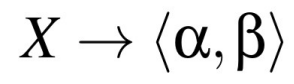 X → ⟨α, β⟩